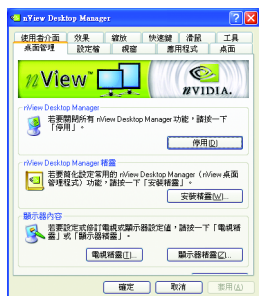 nView Desktop Manager
使用者介面 效果 縮放 快速鍵 滑鼠 工具
桌面管理 設定檔 視窗 應用程式 桌面
nView™
nVIDIA.
nView Desktop Manager
若要關閉所有 nView Desktop Manager 功能，請按一下
「停用」。
停用(D)
nView Desktop Manager 精靈
若要簡化設定常用的 nView Desktop Manager (nView 桌面
管理程式) 功能，請按一下「安裝精靈」。
安裝精靈(W)...
顯示器內容
若要設定或修訂電視或顯示器設定值，請按一下「電視精
靈」或「顯示器精靈」。
電視精靈(T)...
顯示器精靈(Z)...
確定 取消 套用(A)